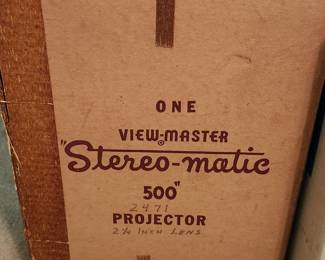 ONE
VIEW-MASTER
®
"Stereo-matic
500"
2471
PROJECTOR
2¼ INCH LENS